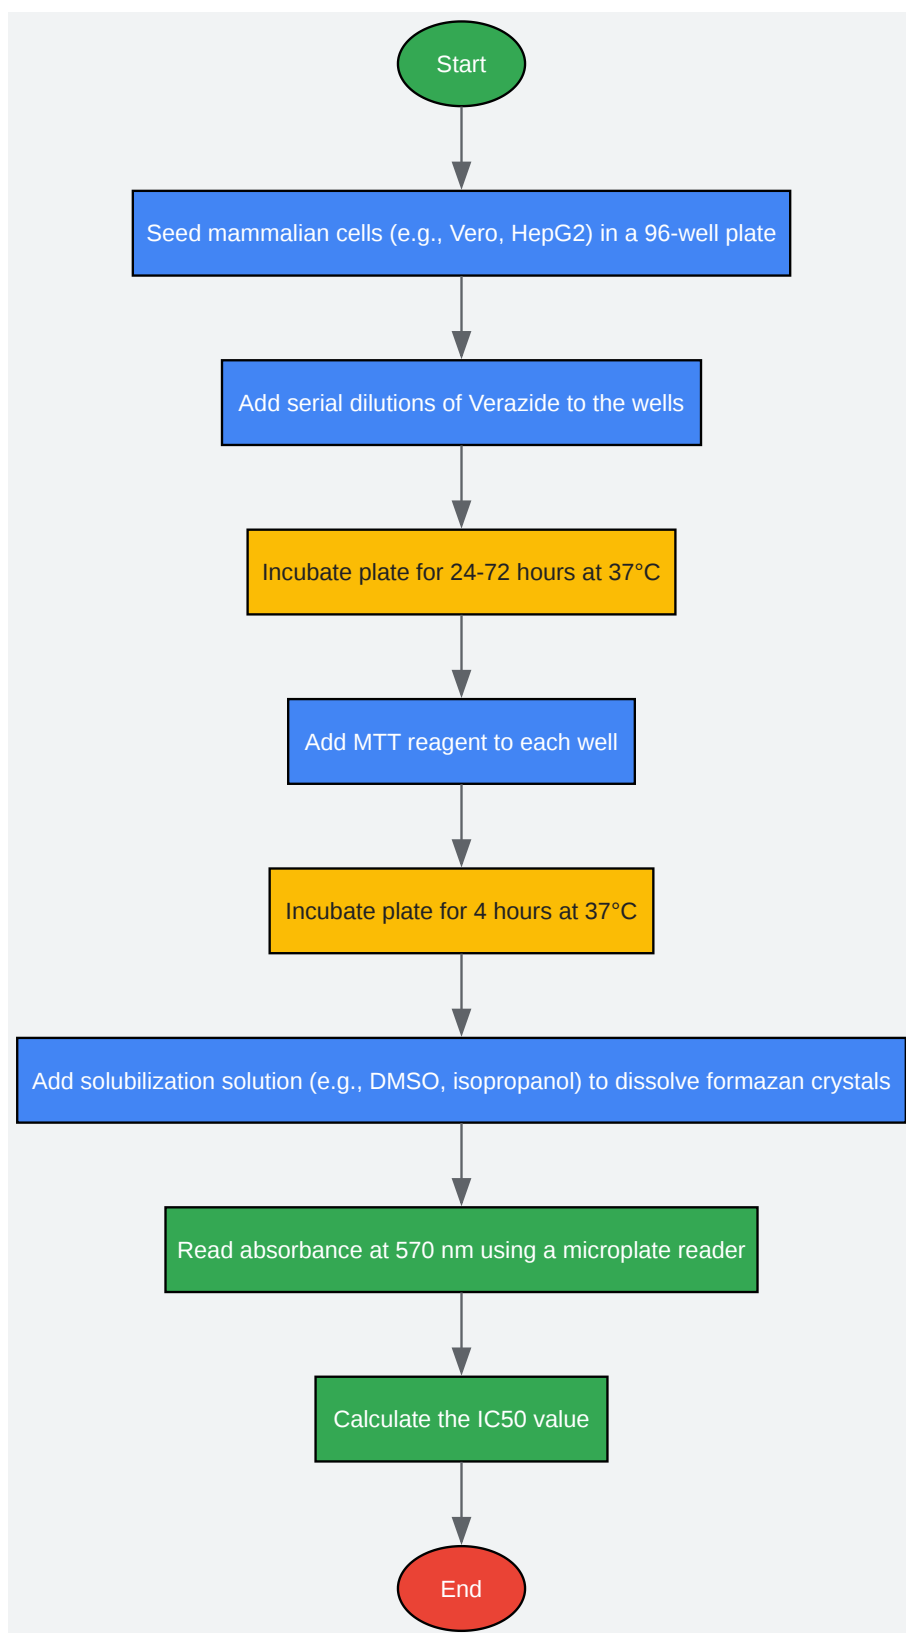 Start
Seed mammalian cells (e.g., Vero, HepG2) in a 96-well plate
Add serial dilutions of Verazide to the wells
Incubate plate for 24-72 hours at 37°C
Add MTT reagent to each well
Incubate plate for 4 hours at 37°C
Add solubilization solution (e.g., DMSO, isopropanol) to dissolve formazan crystals
Read absorbance at 570 nm using a microplate reader
Calculate the IC50 value
End